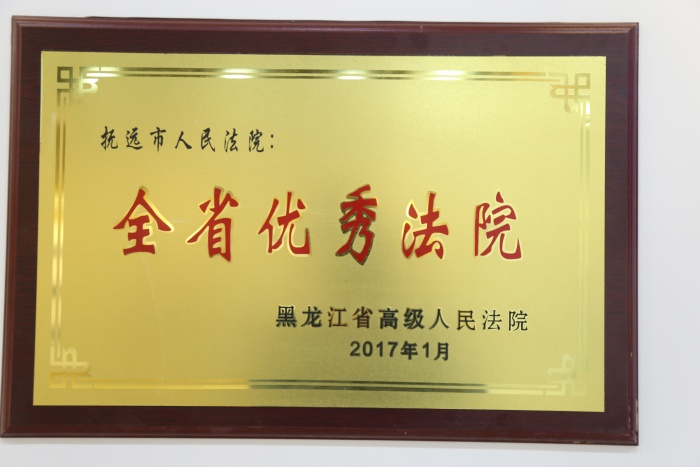 抚远市人民法院：
全省优秀法院
黑龙江省高级人民法院
2017年1月